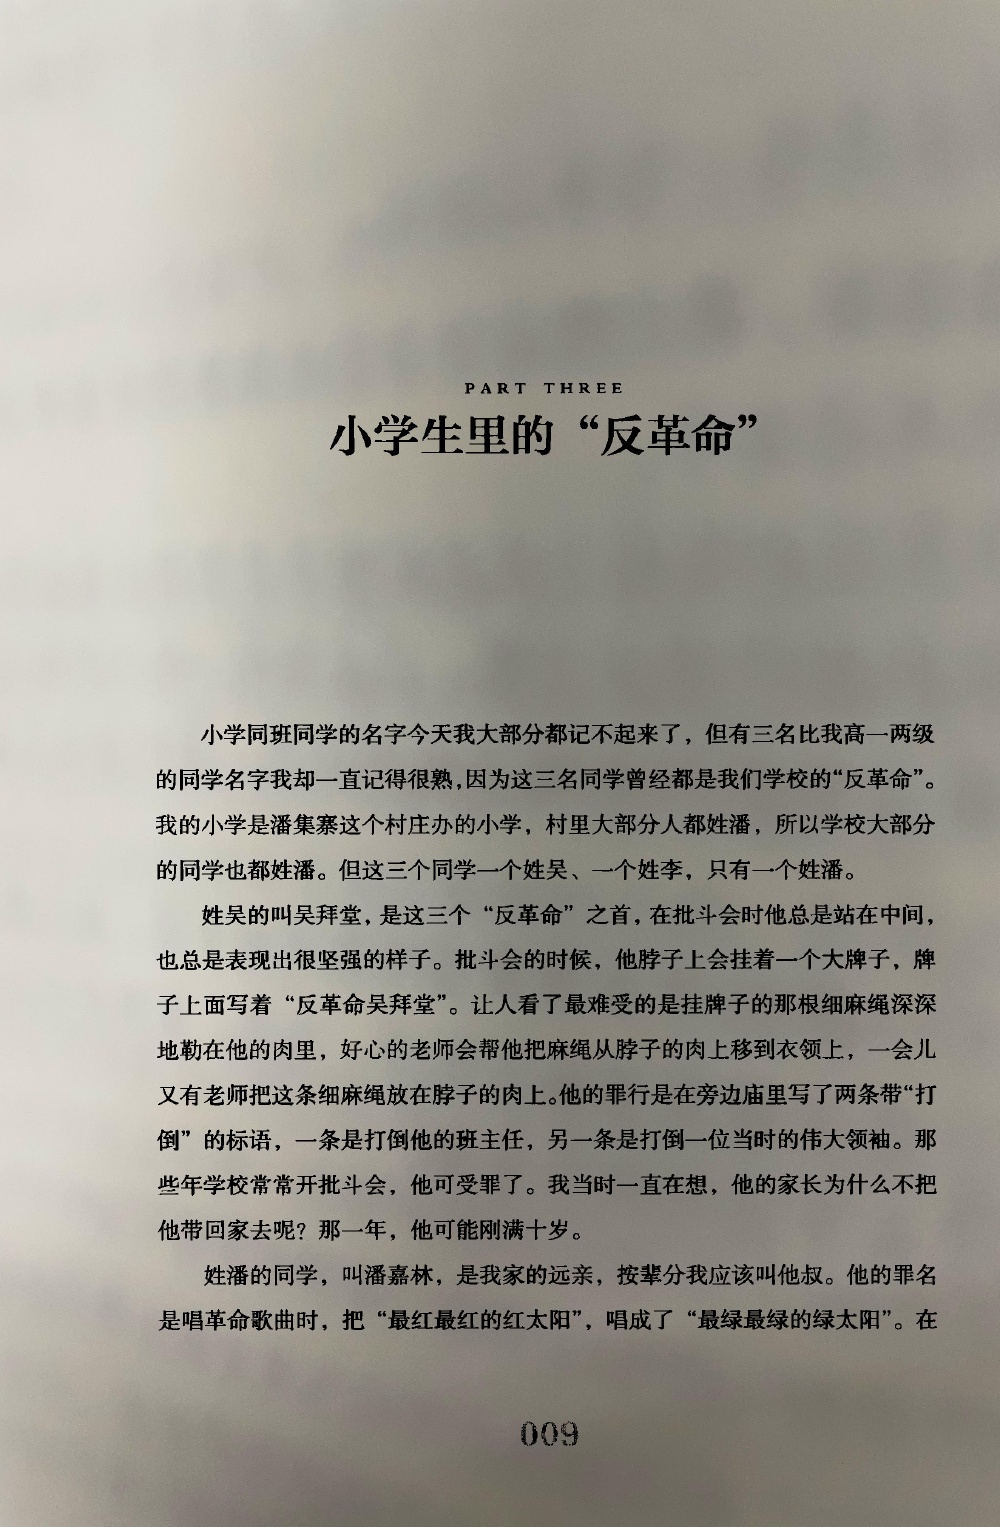 PART THREE
小学生里的“反革命”
小学同班同学的名字今天我大部分都记不起来了，但有三名比我高一两级
的同学名字我却一直记得很熟，因为这三名同学曾经都是我们学校的“反革命”。
我的小学是潘集寨这个村庄办的小学，村里大部分人都姓潘，所以学校大部分
的同学也都姓潘。但这三个同学一个姓吴、一个姓李，只有一个姓潘。
姓吴的叫吴拜堂，是这三个“反革命”之首，在批斗会时他总是站在中间，
也总是表现出很坚强的样子。批斗会的时候，他脖子上会挂着一个大牌子，牌
子上面写着“反革命吴拜堂”。让人看了最难受的是挂牌子的那根细麻绳深深
地勒在他的肉里，好心的老师会帮他把麻绳从脖子的肉上移到衣领上，一会儿
又有老师把这条细麻绳放在脖子的肉上。他的罪行是在旁边庙里写了两条带“打
倒”的标语，一条是打倒他的班主任，另一条是打倒一位当时的伟大领袖。那
些年学校常常开批斗会，他可受罪了。我当时一直在想，他的家长为什么不把
他带回家去呢？那一年，他可能刚满十岁。
姓潘的同学，叫潘嘉林，是我家的远亲，按辈分我应该叫他叔。他的罪名
是唱革命歌曲时，把“最红最红的红太阳”，唱成了“最绿最绿的绿太阳”。在
009